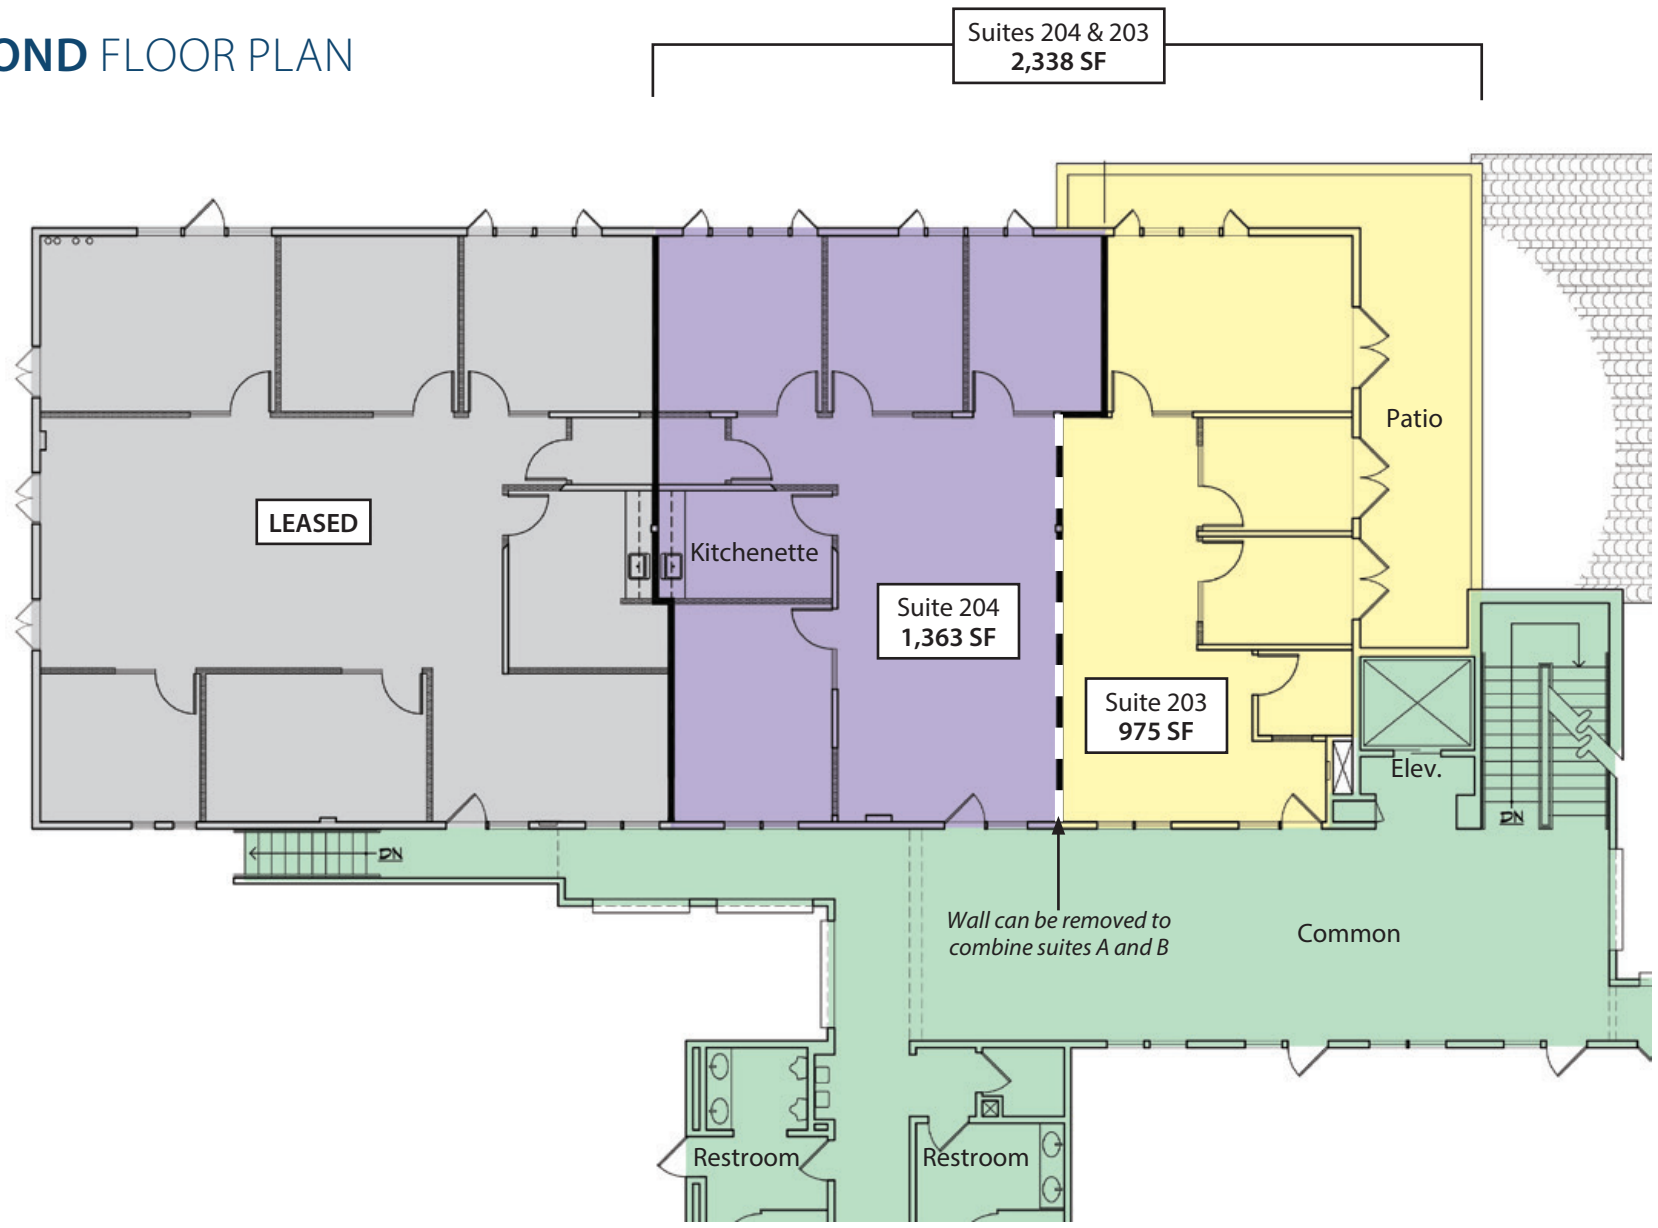 OND FLOOR PLAN
Suites 204 & 203
2,338 SF
Patio
LEASED
Kitchenette
Suite 204
1,363 SF
Suite 203
975 SF
Elev.
DN
DN
Wall can be removed to
combine suites A and B
Common
Restroom
Restroom